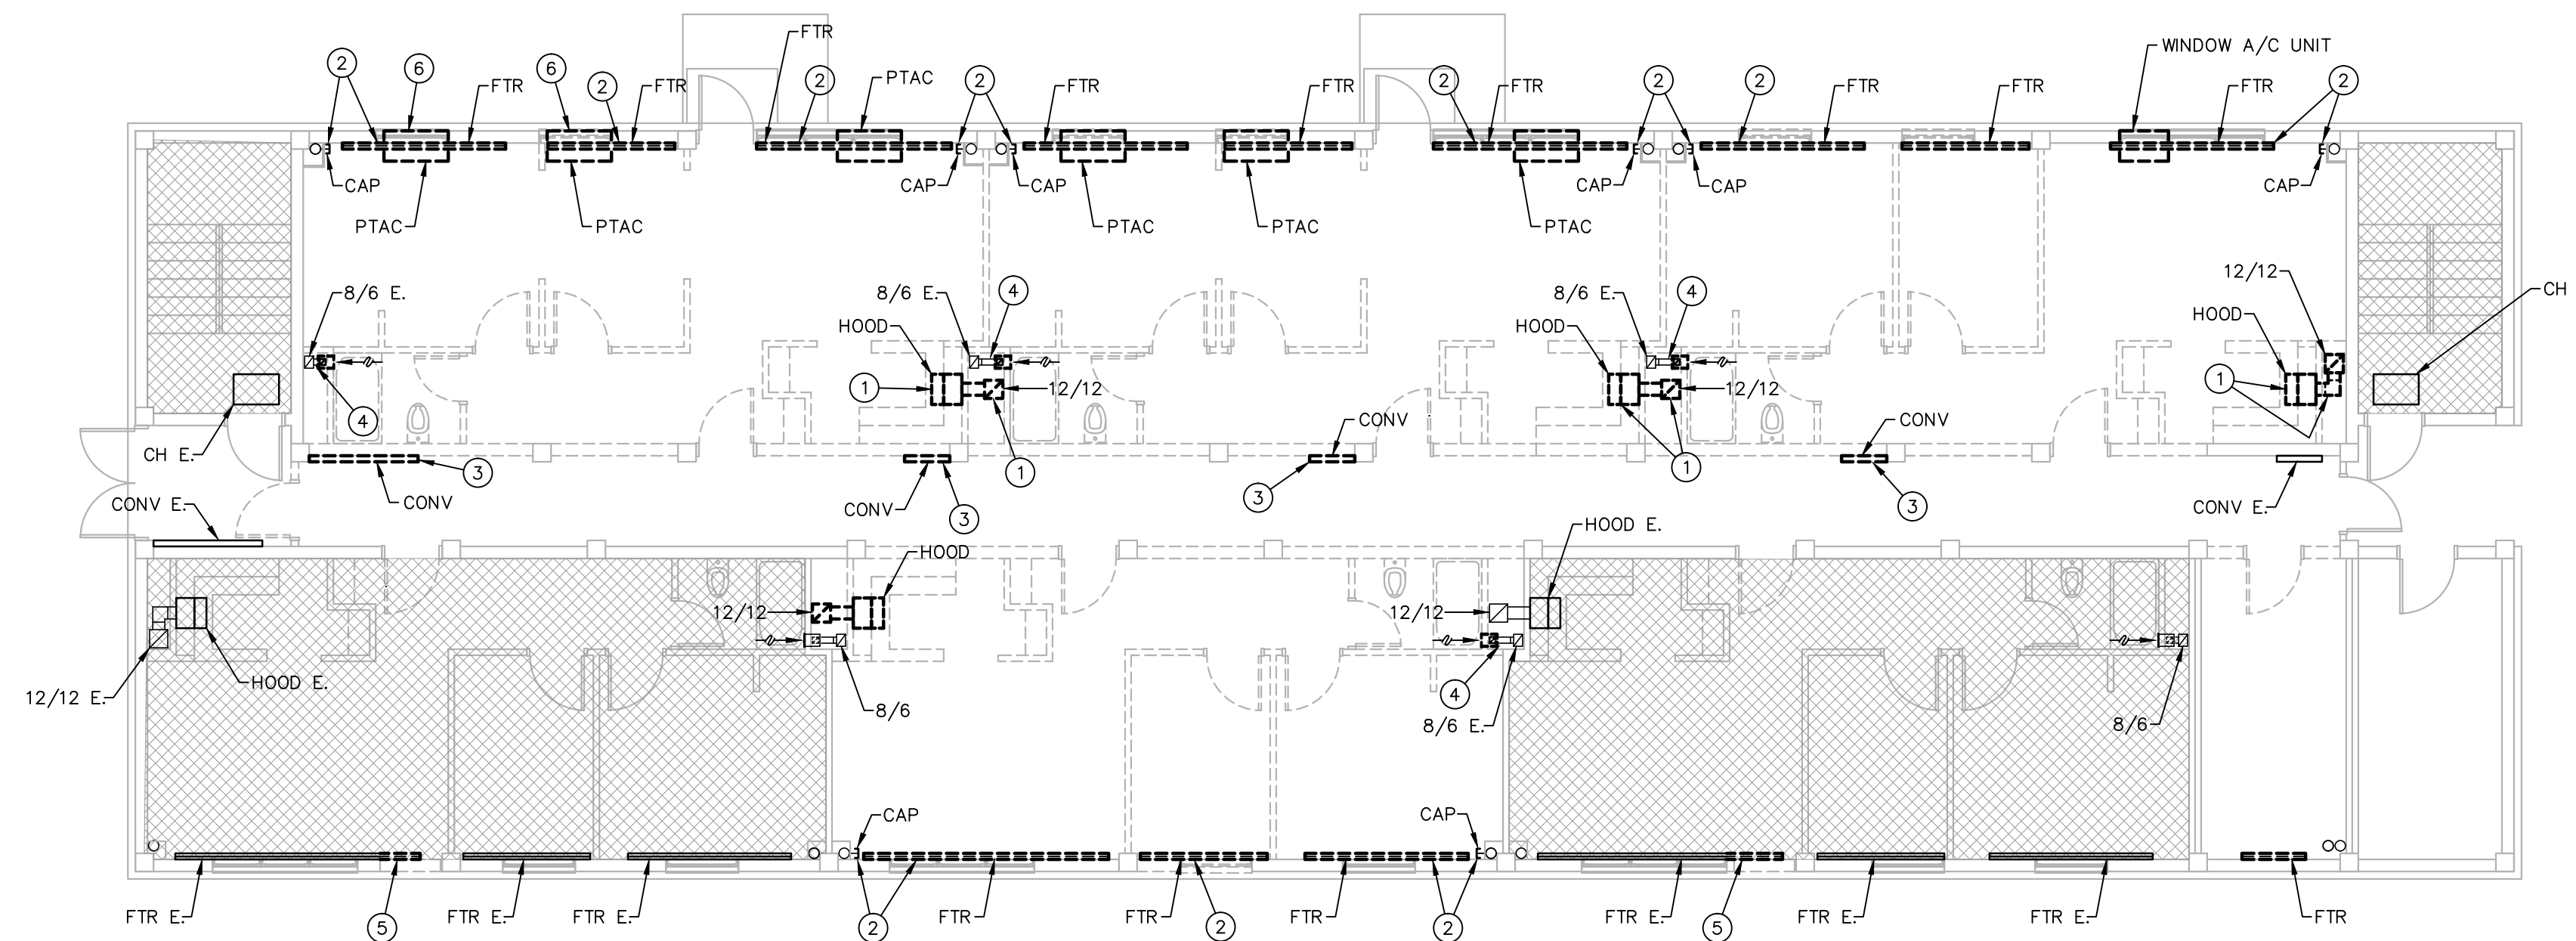 FTR
WINDOW A/C UNIT
2
6
6
PTAC
2
2
2
2
2
2
2
FTR
2
FTR
FTR
FTR
FTR
FTR
FTR
FTR
CAP
CAP
CAP
CAP
CAP
CAP
PTAC
PTAC
PTAC
PTAC
PTAC
12/12
8/6 E.
8/6 E.
4
8/6 E.
4
CH
HOOD
HOOD
HOOD
1
12/12
12/12
1
4
CONV
CONV
CH E.
3
1
1
CONV E.
CONV
CONV
3
3
3
CONV E.
HOOD E.
HOOD
12/12
12/12
12/12 E.
HOOD E.
8/6
4
8/6 E.
8/6
CAP
CAP
FTR E.
5
FTR E.
FTR E.
2
FTR
FTR
2
FTR
2
FTR E.
5
FTR E.
FTR E.
FTR